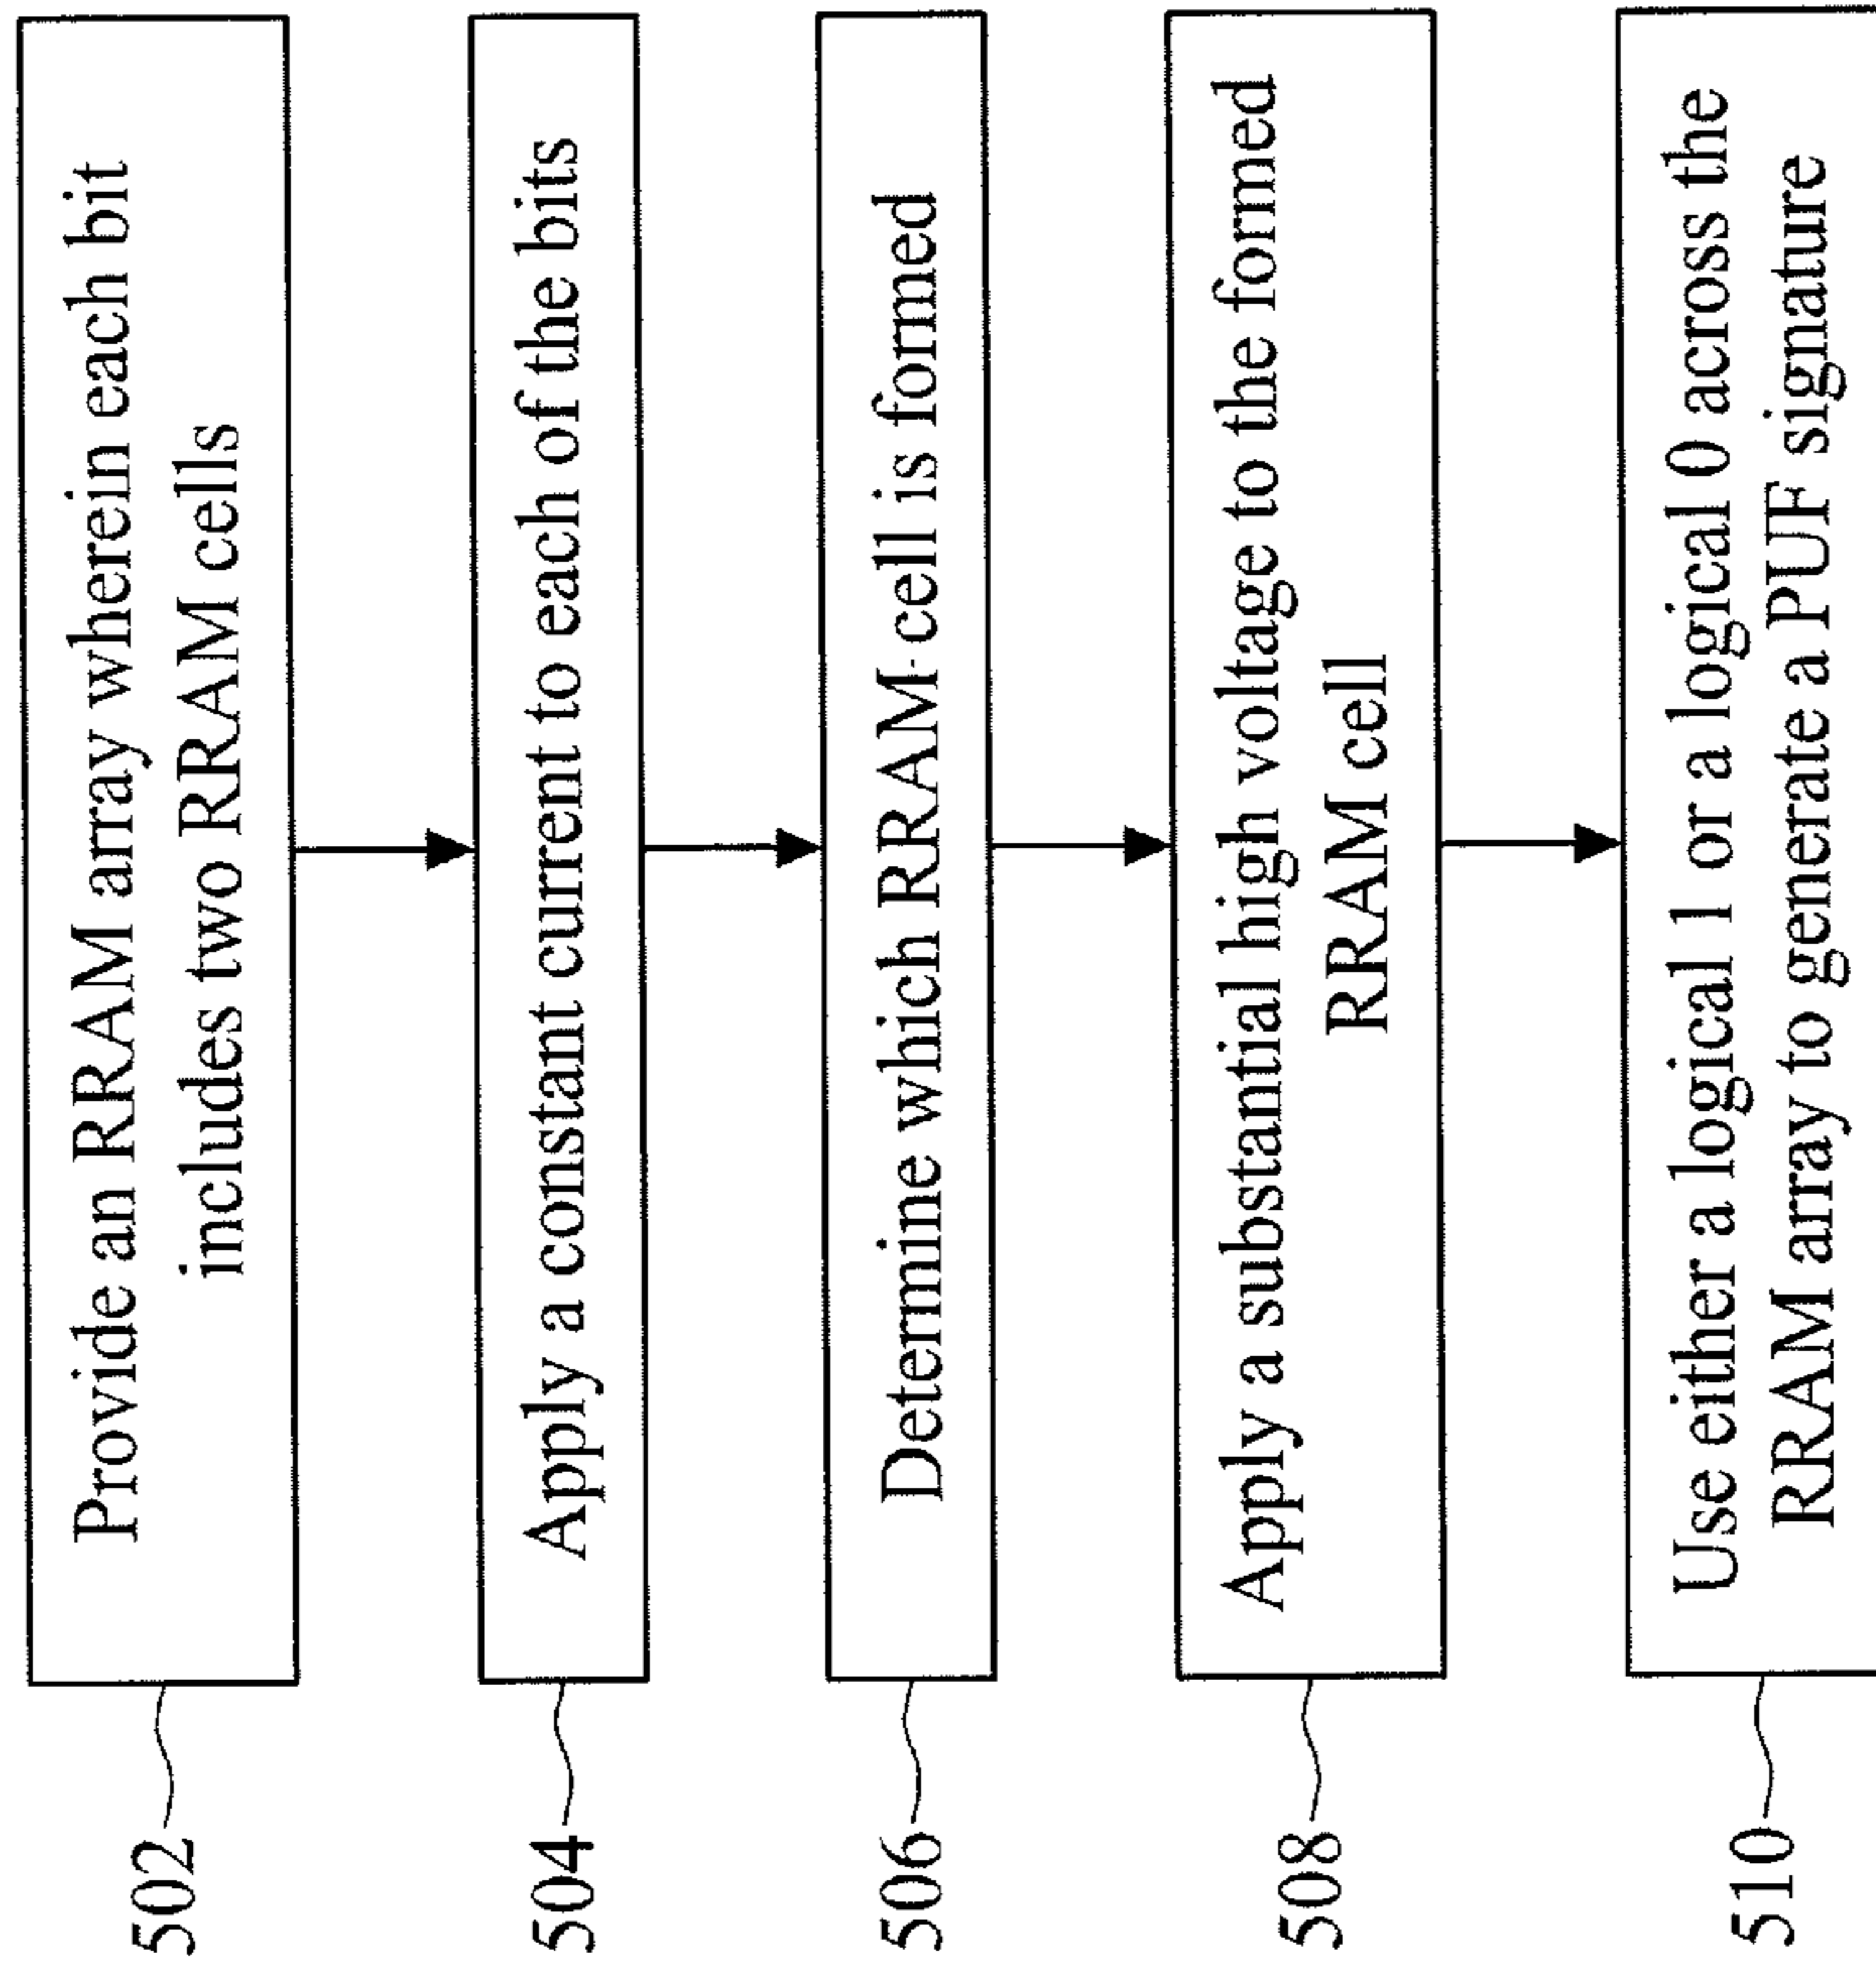 502
Provide an RRAM array wherein each bit
includes two RRAM cells
504
Apply a constant current to each of the bits
506
Determine which RRAM cell is formed
508
Apply a substantial high voltage to the formed
RRAM cell
510
Use either a logical 1 or a logical 0 across the
RRAM array to generate a PUF signature